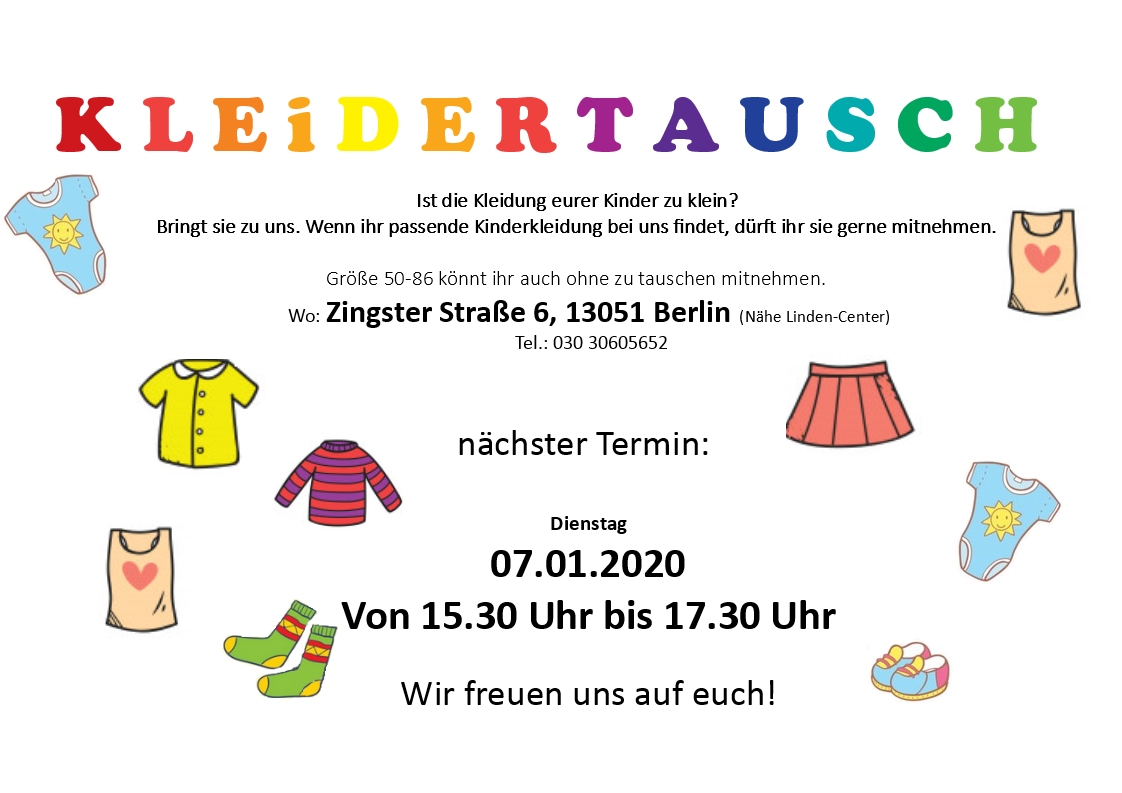 KLEiDERTAUSCH
Ist die Kleidung eurer Kinder zu klein?
Bringt sie zu uns. Wenn ihr passende Kinderkleidung bei uns findet, dürft ihr sie gerne mitnehmen.
Größe 50-86 könnt ihr auch ohne zu tauschen mitnehmen.
Wo: Zingster Straße 6, 13051 Berlin (Nähe Linden-Center)
Tel.: 030 30605652
nächster Termin:
Dienstag
07.01.2020
Von 15.30 Uhr bis 17.30 Uhr
Wir freuen uns auf euch!